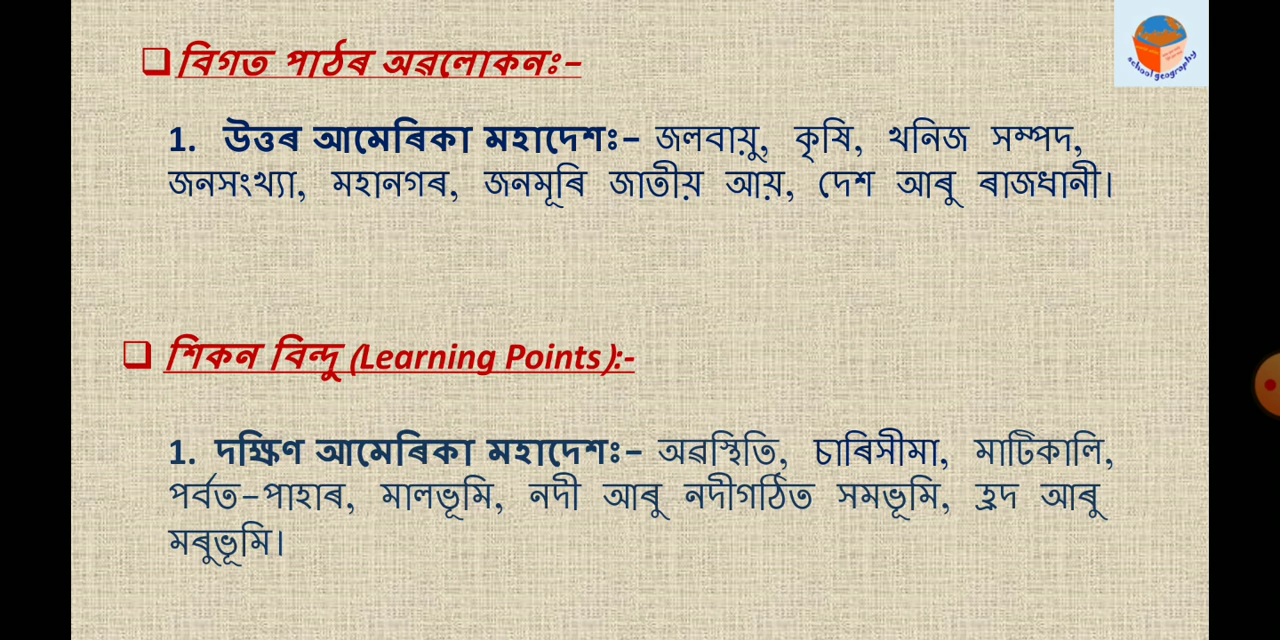 বিগত পাঠৰ অৱলোকনঃ–
school geography
1. উত্তৰ আমেৰিকা মহাদেশঃ– জলবায়ু, কৃষি, খনিজ সম্পদ,
জনসংখ্যা, মহানগৰ, জনমূৰি জাতীয় আয়, দেশ আৰু ৰাজধানী।
শিকন বিন্দু (Learning Points):-
1. দক্ষিণ আমেৰিকা মহাদেশঃ– অৱস্থিতি, চাৰিসীমা, মাটিকালি,
পৰ্বত–পাহাৰ, মালভূমি, নদী আৰু নদীগঠিত সমভূমি, হ্ৰদ আৰু
মৰুভূমি।